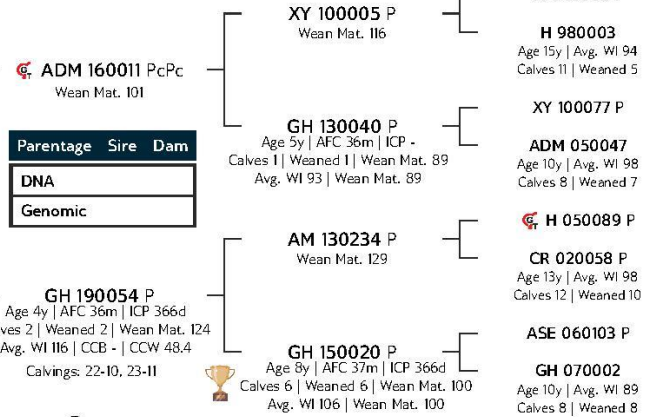 XY 100005 P
Wean Mat. 116
H 980003
Age 15y | Avg. WI 94
Calves 11 | Weaned 5
GT ADM 160011 PcPc
Wean Mat. 101
XY 100077 P
GH 130040 P
Age 5y | AFC 36m | ICP -
Calves 1 | Weaned 1 | Wean Mat. 89
Avg. WI 93 | Wean Mat. 89
ADM 050047
Age 10y | Avg. WI 98
Calves 8 | Weaned 7
Parentage Sire Dam
DNA
Genomic
GT H 050089 P
AM 130234 P
Wean Mat. 129
CR 020058 P
Age 13y | Avg. WI 98
Calves 12 | Weaned 10
GH 190054 P
Age 4y | AFC 36m | ICP 366d
ves 2 | Weaned 2 | Wean Mat. 124
Avg. WI 116 | CCB - | CCW 48.4
Calvings: 22-10, 23-11
ASE 060103 P
GH 150020 P
Age 8y | AFC 37m | ICP 366d
Calves 6 | Weaned 6 | Wean Mat. 100
Avg. WI 106 | Wean Mat. 100
GH 070002
Age 10y | Avg. WI 89
Calves 8 | Weaned 8